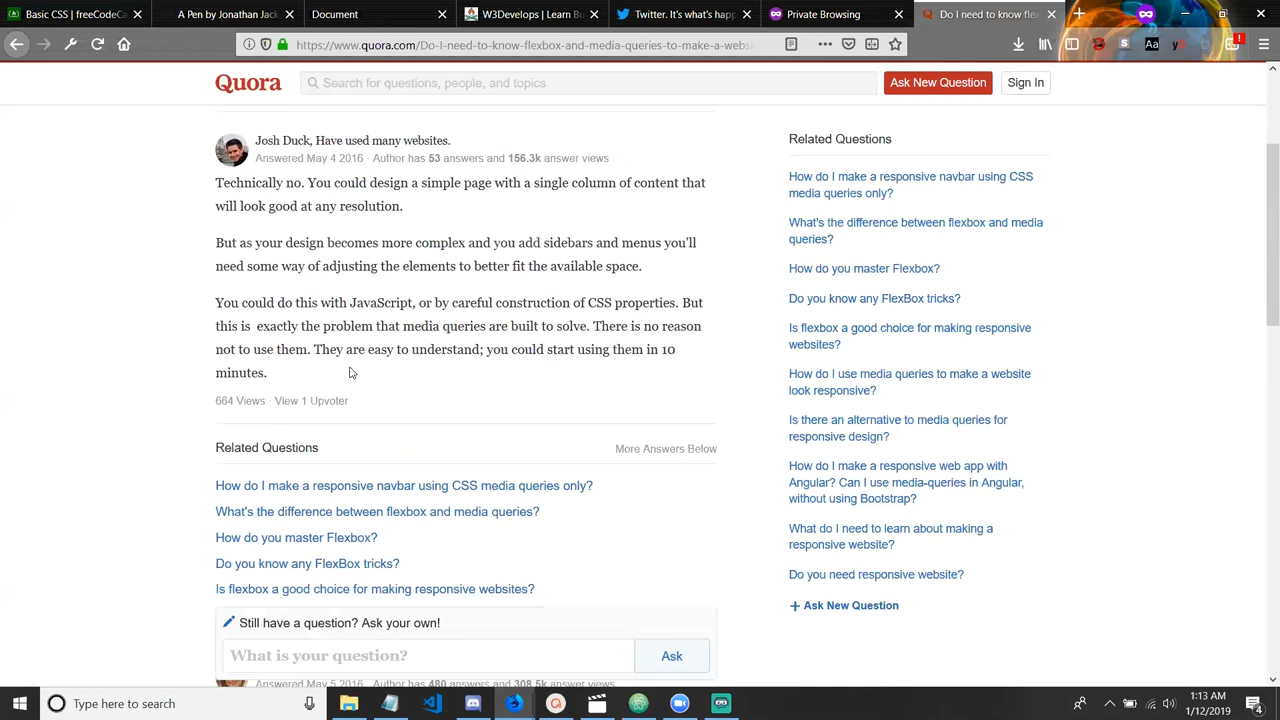 Basic CSS | freeCodeCa
A Pen by Jonathan Jack
Document
W3Develops | Learn Bu
Twitter. It's what's hap
Private Browsing
Do I need to know fle
https://www.quora.com/Do-I-need-to-know-flexbox-and-media-queries-to-make-a-webs
Quora
Search for questions, people, and topics
Ask New Question
Sign In
Josh Duck, Have used many websites.
Answered May 4 2016 · Author has 53 answers and 156.3k answer views
Technically no. You could design a simple page with a single column of content that
will look good at any resolution.
But as your design becomes more complex and you add sidebars and menus you'll
need some way of adjusting the elements to better fit the available space.
You could do this with JavaScript, or by careful construction of CSS properties. But
this is exactly the problem that media queries are built to solve. There is no reason
not to use them. They are easy to understand; you could start using them in 10
minutes.
664 Views · View 1 Upvoter
Related Questions
More Answers Below
How do I make a responsive navbar using CSS media queries only?
What's the difference between flexbox and media queries?
How do you master Flexbox?
Do you know any FlexBox tricks?
Is flexbox a good choice for making responsive websites?
Still have a question? Ask your own!
What is your question?
Ask
Answered May 5 2016 · Author has 480 answers and 308.5k answer views
Related Questions
How do I make a responsive navbar using CSS
media queries only?
What's the difference between flexbox and media
queries?
How do you master Flexbox?
Do you know any FlexBox tricks?
Is flexbox a good choice for making responsive
websites?
How do I use media queries to make a website
look responsive?
Is there an alternative to media queries for
responsive design?
How do I make a responsive web app with
Angular? Can I use media-queries in Angular,
without using Bootstrap?
What do I need to learn about making a
responsive website?
Do you need responsive website?
+ Ask New Question
Type here to search
1:13 AM
1/12/2019
4